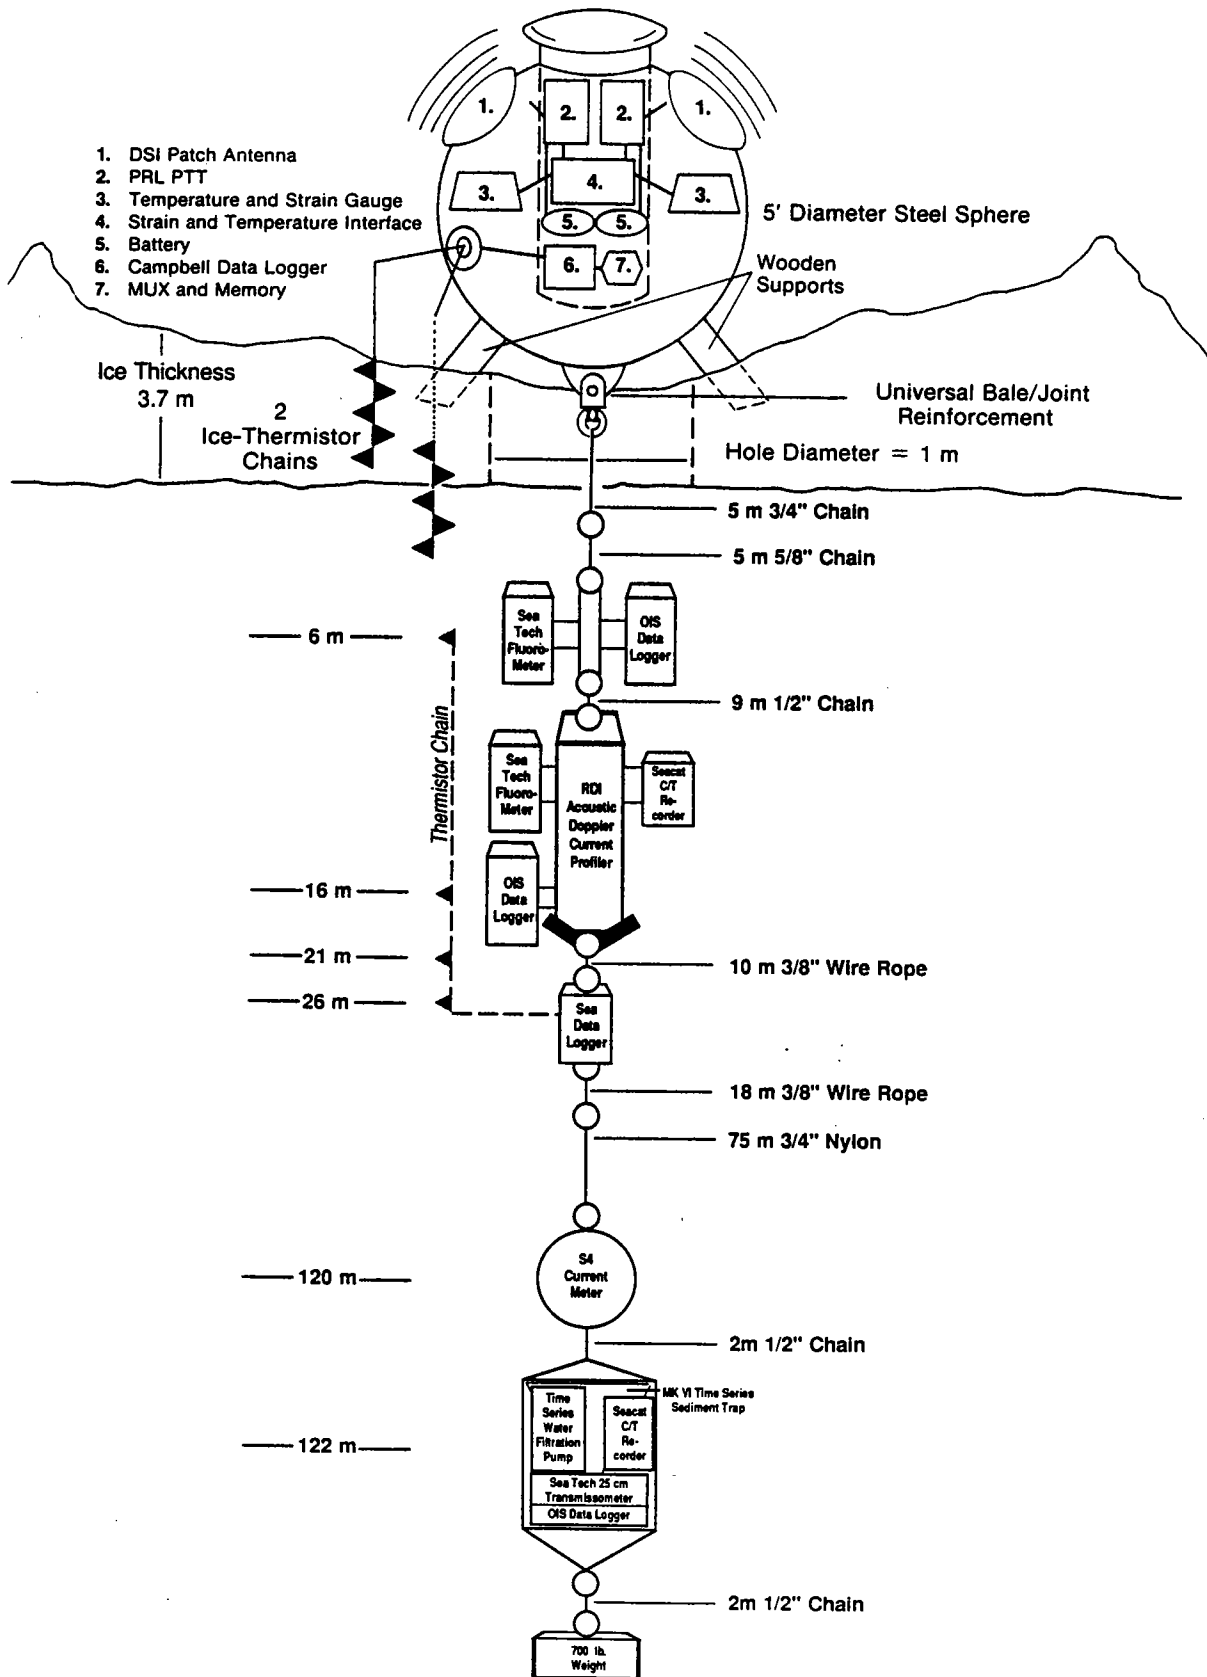 1.
1.
2.
2.
3.
4.
3.
5.
5.
6.
7.
1. DSI Patch Antenna
2. PRL PTT
3. Temperature and Strain Gauge
4. Strain and Temperature Interface
5. Battery
6. Campbell Data Logger
7. MUX and Memory
5' Diameter Steel Sphere
Wooden
Supports
Ice Thickness
3.7 m
2
Ice-Thermistor
Chains
Universal Bale/Joint
Reinforcement
Hole Diameter = 1 m
5 m 3/4" Chain
5 m 5/8" Chain
6 m
Sea
Tech
Fluoro-
Meter
OIS
Data
Logger
9 m 1/2" Chain
Thermistor Chain
Sea
Tech
Fluoro-
Meter
RDI
Acoustic
Doppler
Current
Profiler
Seacat
C/T
Re-
corder
16 m
OIS
Data
Logger
21 m
10 m 3/8" Wire Rope
26 m
Sea
Data
Logger
18 m 3/8" Wire Rope
75 m 3/4" Nylon
120 m
S4
Current
Meter
2m 1/2" Chain
MK VI Time Series
Sediment Trap
122 m
Time
Series
Water
Filtration
Pump
Seacat
C/T
Re-
corder
Sea Tech 25 cm
Transmissometer
OIS Data Logger
2m 1/2" Chain
700 lb.
Weight